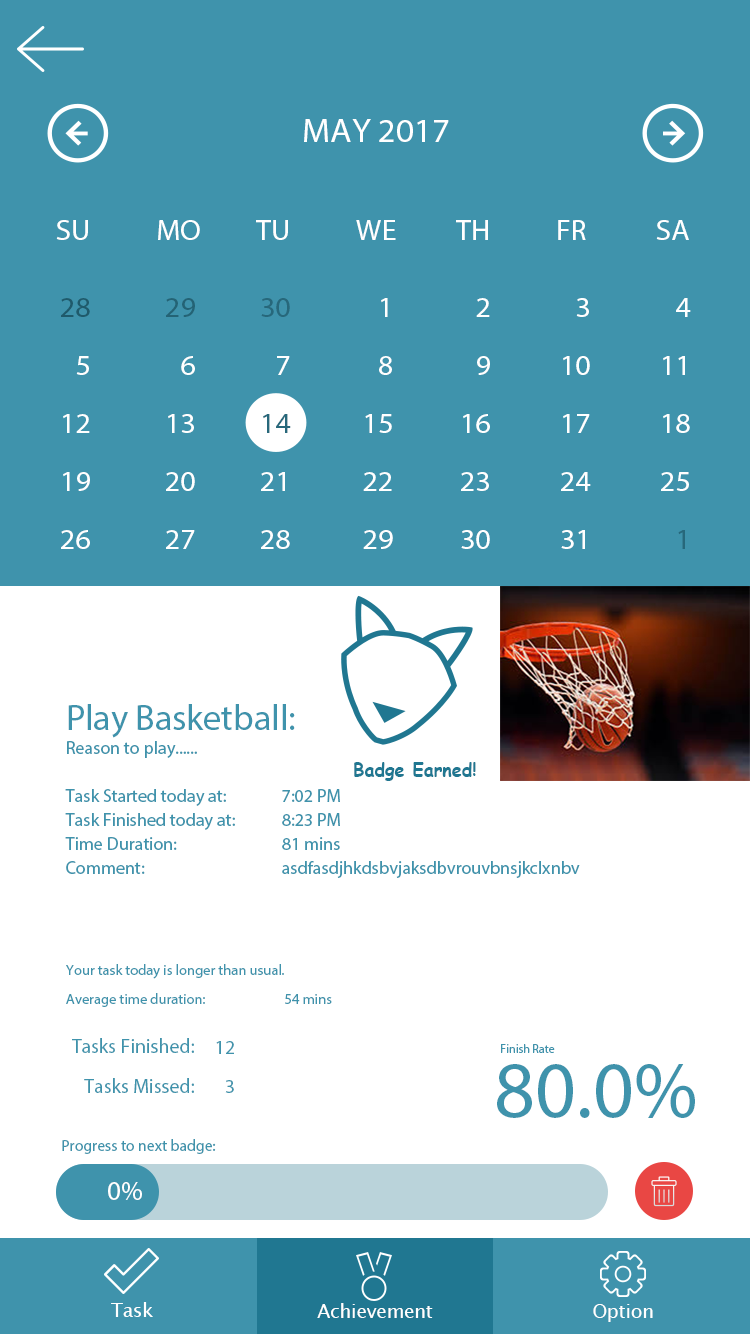 MAY 2017
SU MO TU WE TH FR SA
28 29 30 1 2 3 4
5 6 7 8 9 10 11
12 13 14 15 16 17 18
19 20 21 22 23 24 25
26 27 28 29 30 31 1
Play Basketball:
Reason to play......
Badge Earned!
Task Started today at: 7:02 PM
Task Finished today at: 8:23 PM
Time Duration: 81 mins
Comment: asdfasdjhkdsbvjaksdbvrouvbnsjkclxnbv
Your task today is longer than usual.
Average time duration: 54 mins
Tasks Finished: 12
Tasks Missed: 3
Finish Rate
80.0%
Progress to next badge:
0%
Task Achievement Option